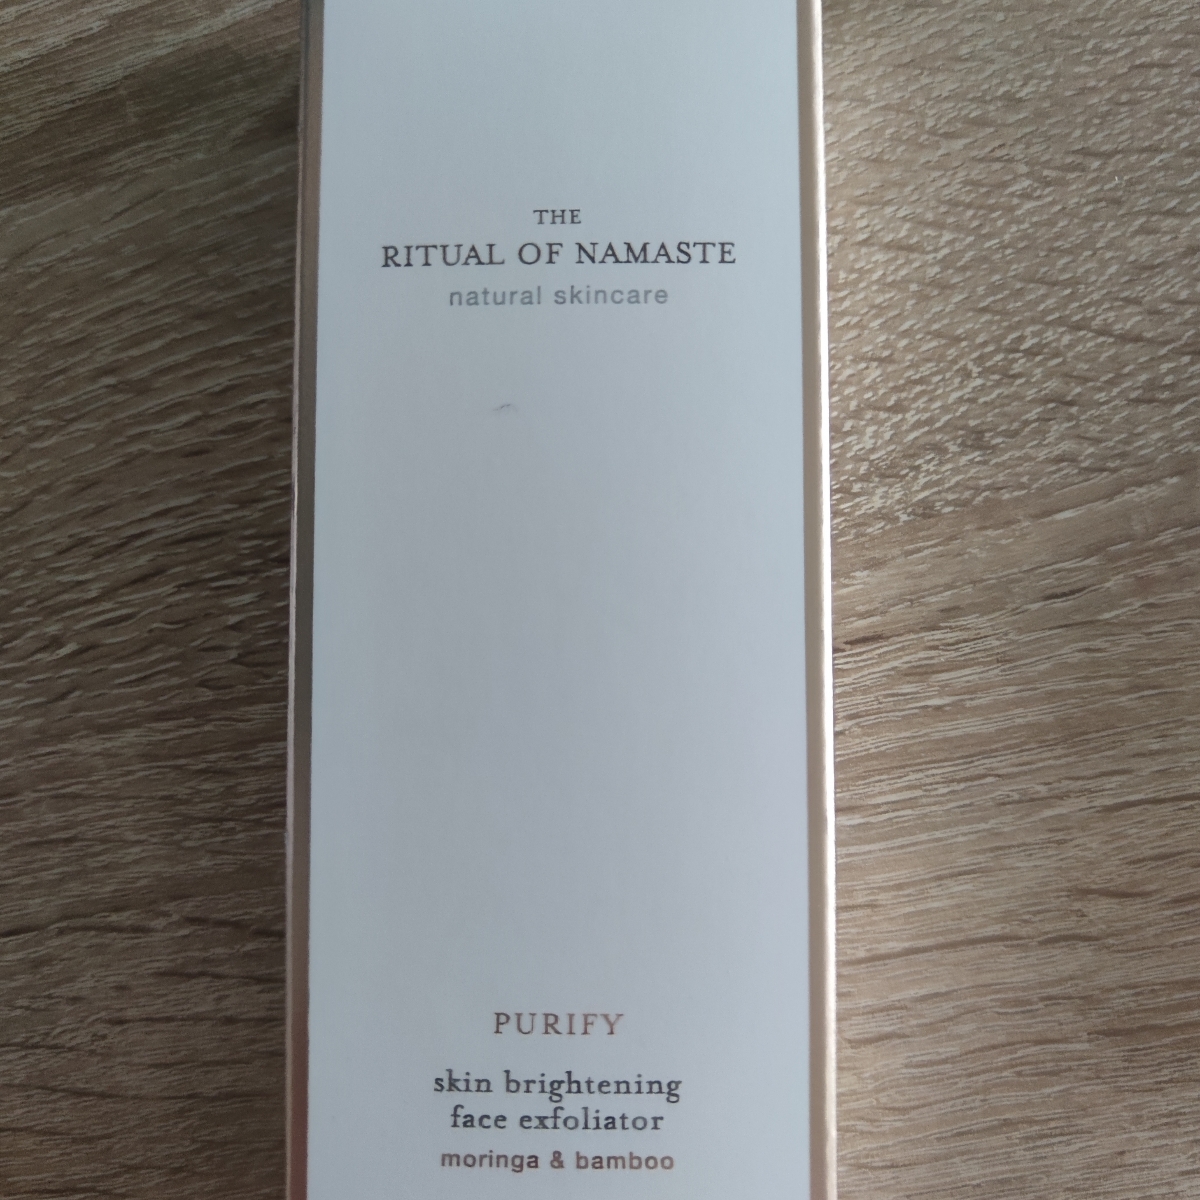 THE
RITUAL OF NAMASTE
natural skincare
PURIFY
skin brightening
face exfoliator
moringa & bamboo